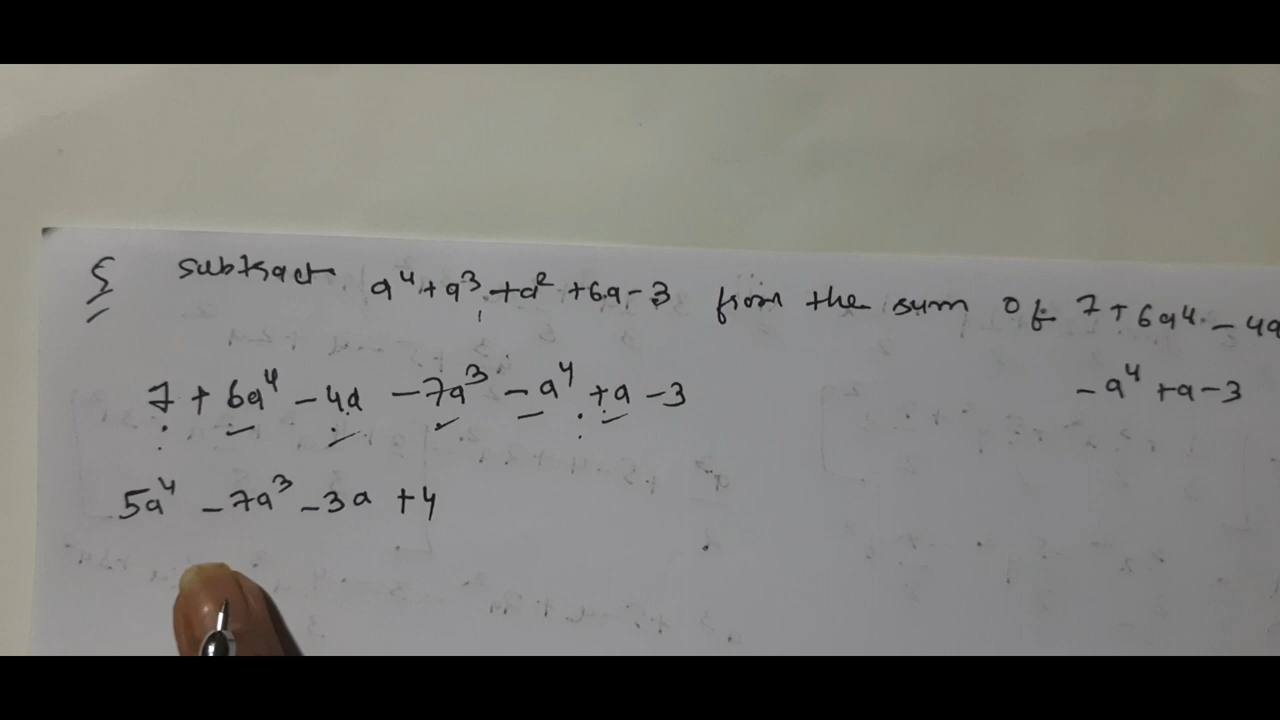 Subtract a⁴ + a³ + a² + 6a - 3 from the sum of 7 + 6a⁴ - 4a
- a⁴ + a - 3
7 + 6a⁴ - 4a - 7a³ - a⁴ + a - 3
5a⁴ - 7a³ - 3a + 4